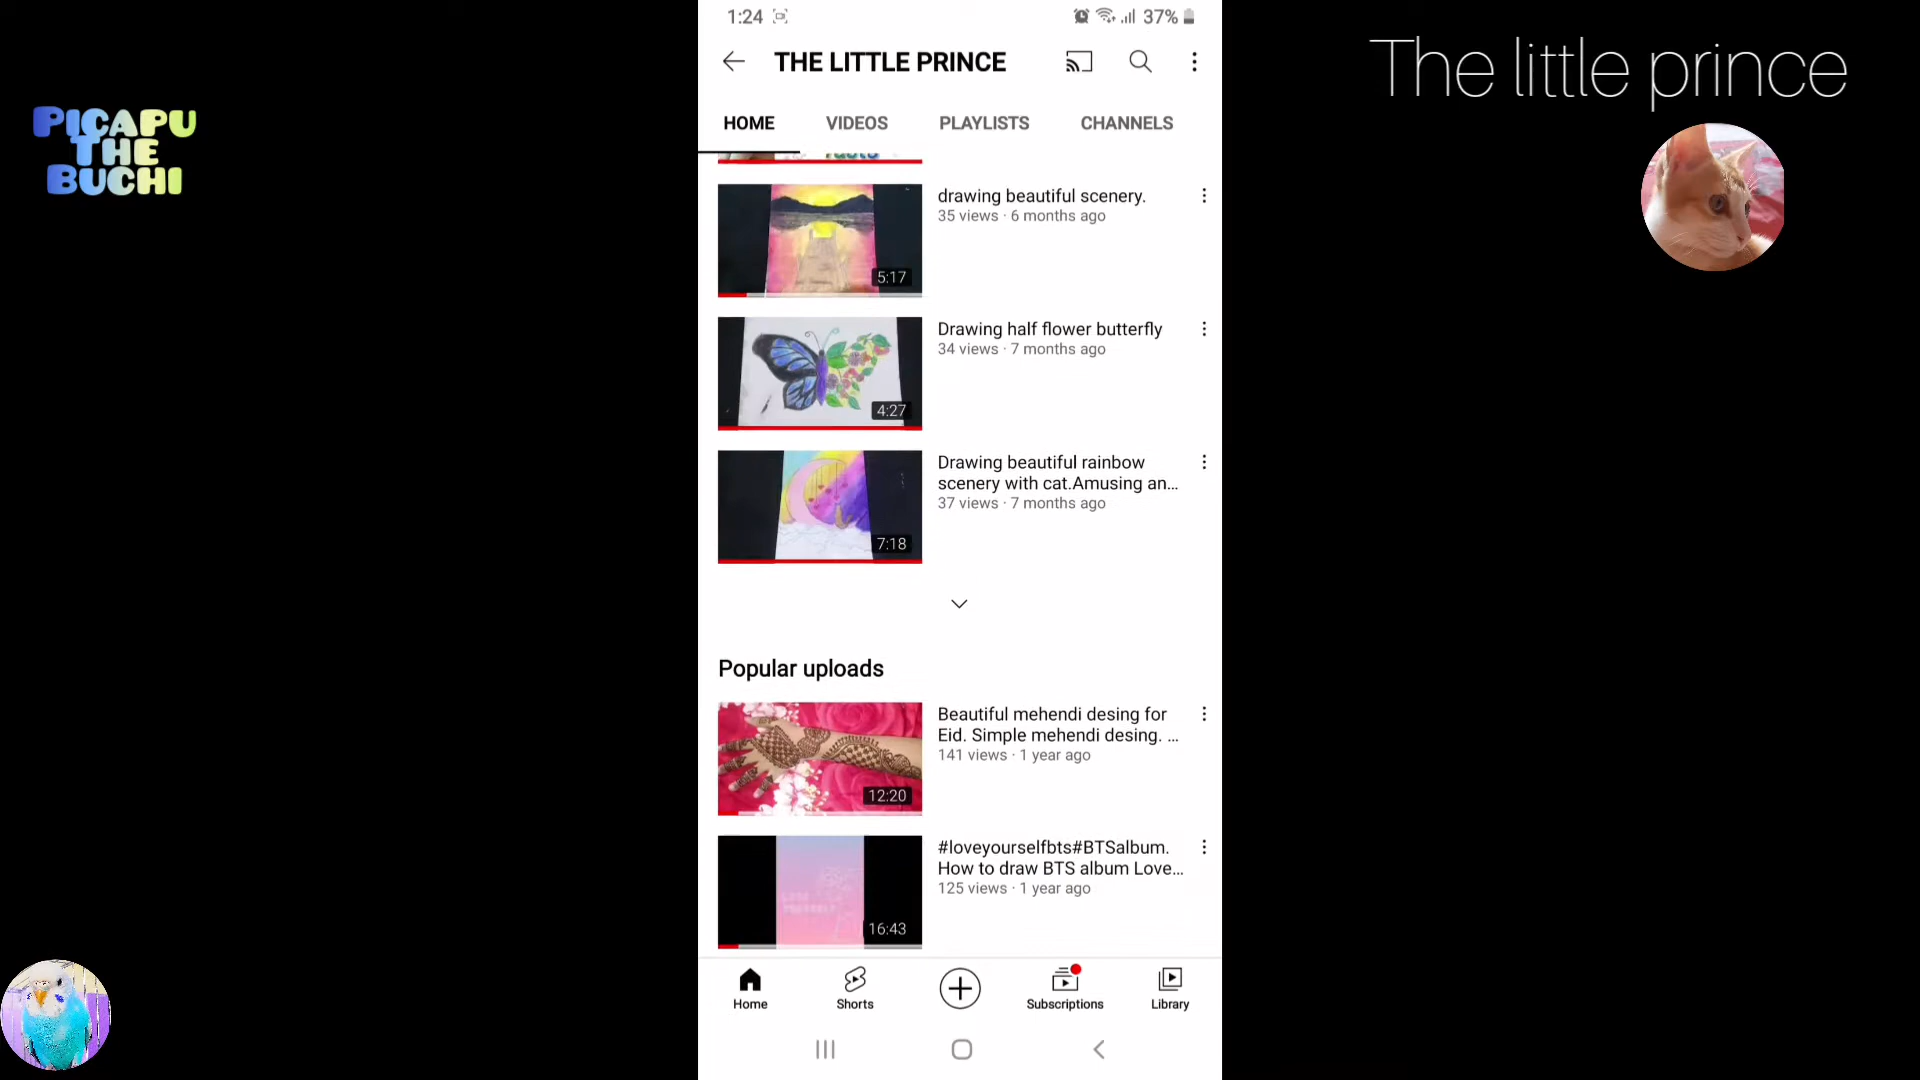 1:24
37%
THE LITTLE PRINCE
The little prince
PICAPU
THE
BUCHI
HOME
VIDEOS
PLAYLISTS
CHANNELS
drawing beautiful scenery.
35 views · 6 months ago
5:17
Drawing half flower butterfly
34 views · 7 months ago
4:27
Drawing beautiful rainbow
scenery with cat.Amusing an...
37 views · 7 months ago
7:18
Popular uploads
Beautiful mehendi desing for
Eid. Simple mehendi desing. ...
141 views · 1 year ago
12:20
#loveyourselfbts#BTSalbum.
How to draw BTS album Love...
125 views · 1 year ago
LOVE
YOURSELF
16:43
Home
Shorts
Subscriptions
Library